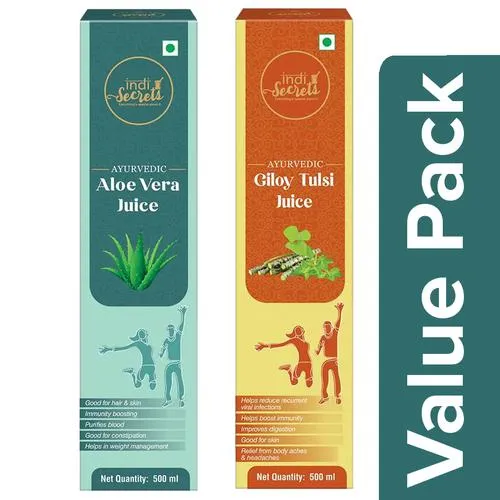 indi
Secrets
AYURVEDIC
Aloe Vera
Juice
Good for hair & skin
Immunity boosting
Purifies blood
Good for constipation
Helps in weight management
Net Quantity: 500 ml
indi
Secrets
AYURVEDIC
Giloy Tulsi
Juice
Helps reduce recurrent
viral infections
Helps boost immunity
Improves digestion
Good for skin
Relief from body aches
& headaches
Net Quantity: 500 ml
Value Pack